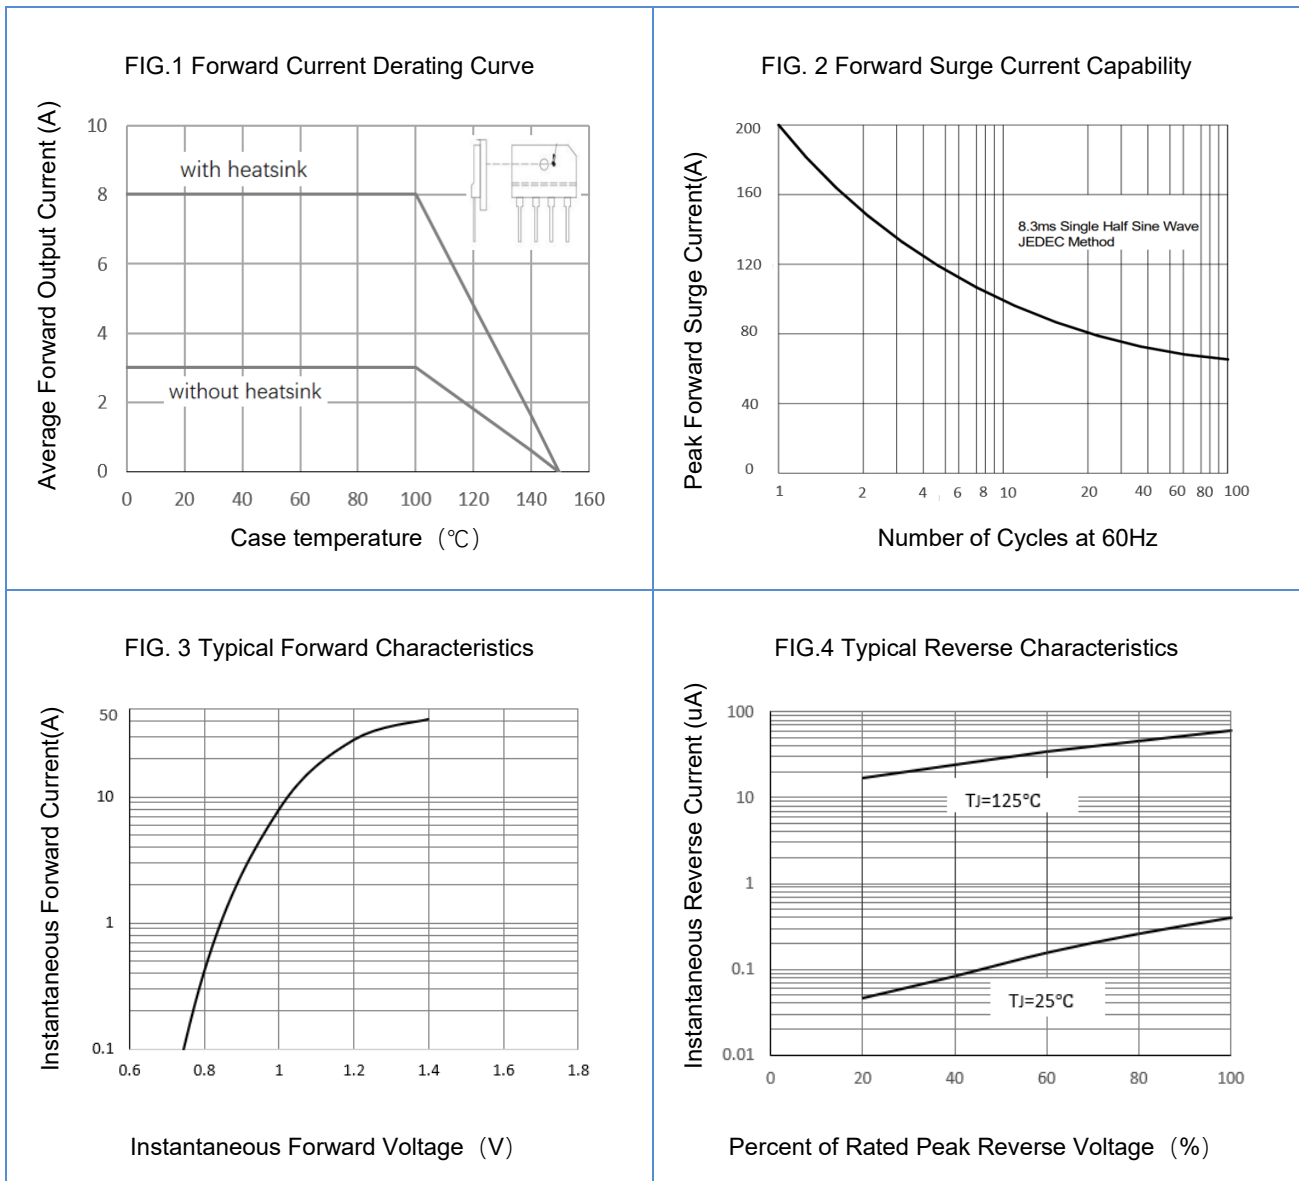 FIG.1 Forward Current Derating Curve
Average Forward Output Current (A)
10
8
6
4
2
0
with heatsink
without heatsink
0 20 40 60 80 100 120 140 160
Case temperature（℃）
FIG. 2 Forward Surge Current Capability
Peak Forward Surge Current(A)
200
160
120
80
40
0
8.3ms Single Half Sine Wave
JEDEC Method
1 2 4 6 8 10 20 40 60 80 100
Number of Cycles at 60Hz
FIG. 3 Typical Forward Characteristics
Instantaneous Forward Current(A)
50
10
1
0.1
0.6 0.8 1 1.2 1.4 1.6 1.8
Instantaneous Forward Voltage（V）
FIG.4 Typical Reverse Characteristics
Instantaneous Reverse Current (uA)
100
10
1
0.1
0.01
TJ=125°C
TJ=25°C
0 20 40 60 80 100
Percent of Rated Peak Reverse Voltage（%）